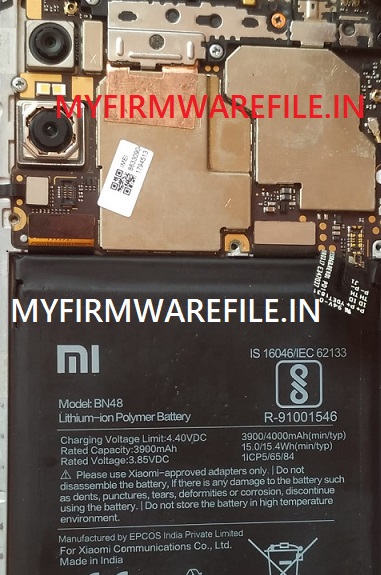 MYFIRMWAREFILE.IN
IMEI
MYFIRMWAREFILE.IN
mi
IS 16046/IEC 62133
Model: BN48
Lithium-ion Polymer Battery
R-91001546
Charging Voltage Limit:4.40VDC
3900/4000mAh(min/typ)
Rated Capacity:3900mAh
15.0/15.4Wh(min/typ)
Rated Voltage:3.85VDC
1ICP5/65/84
Please use Xiaomi-approved adapters only. | Do not
disassemble the battery, If there is any damage to the battery such
as dents, punctures, tears, deformities or corrosion, discontinue
using the battery. | Do not store the battery in high temperature
environment.
Manufactured by EPCOS India Private Limited
For Xiaomi Communications Co., Ltd.
Made in India